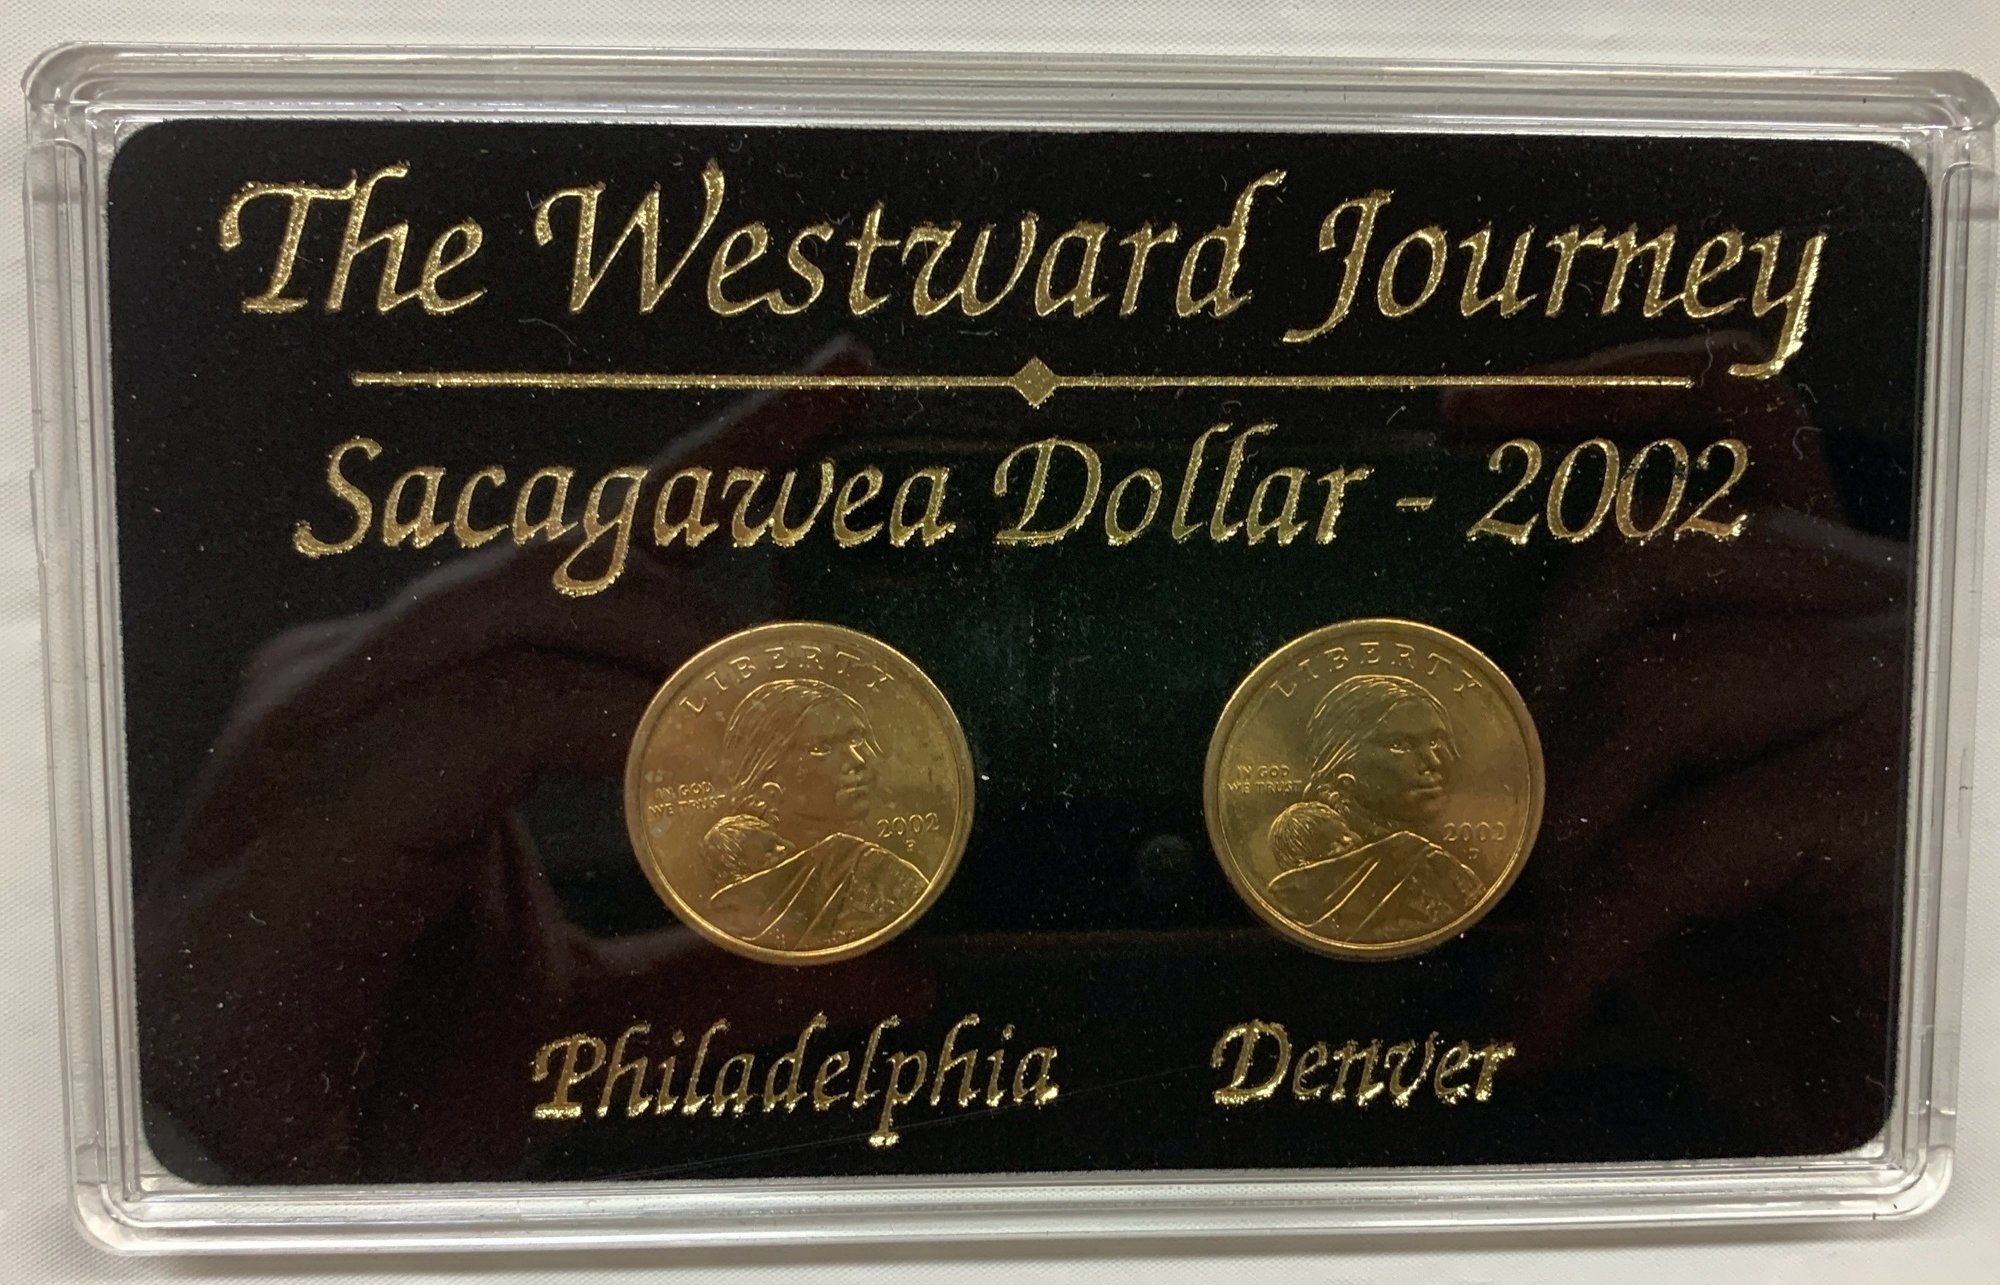 The Westward Journey
Sacagawea Dollar - 2002
LIBERTY
IN GOD
WE TRUST
2002
P
LIBERTY
IN GOD
WE TRUST
Philadelphia
Denver